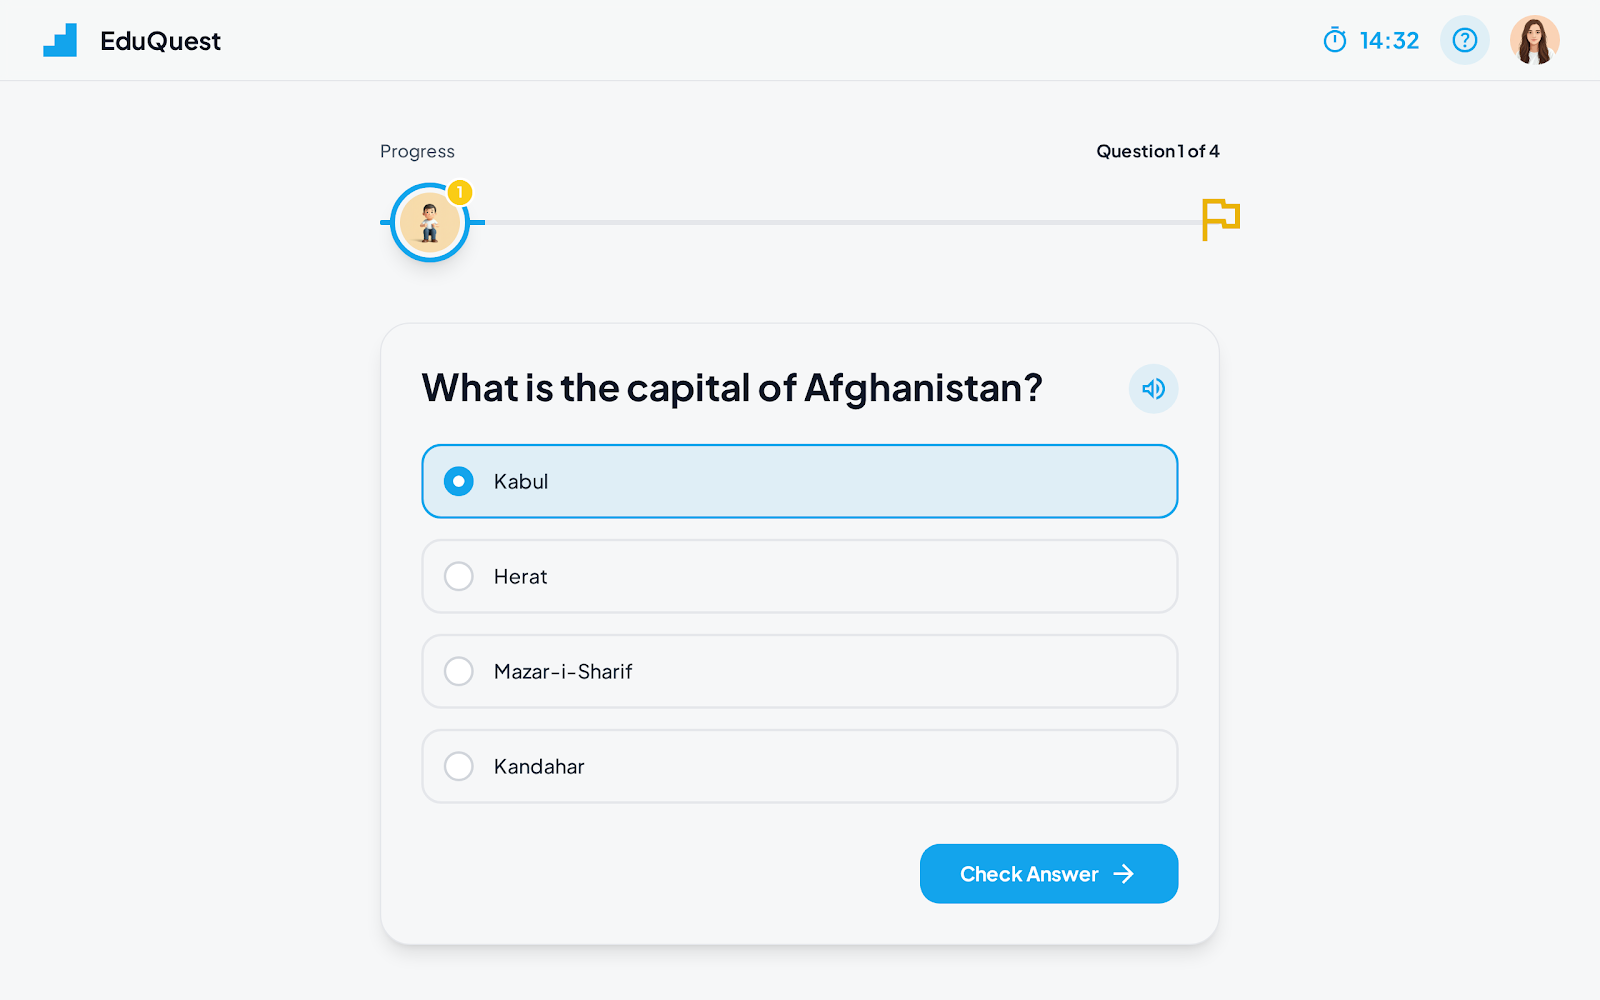 EduQuest
14:32
Progress
Question 1 of 4
1
What is the capital of Afghanistan?
Kabul
Herat
Mazar-i-Sharif
Kandahar
Check Answer